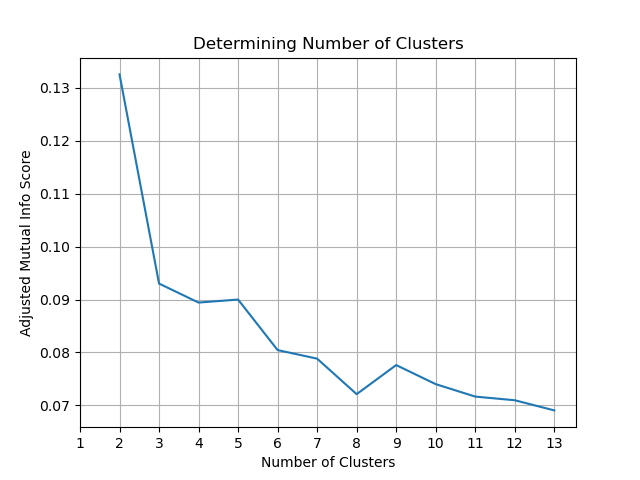 Determining Number of Clusters
Adjusted Mutual Info Score
0.13
0.12
0.11
0.10
0.09
0.08
0.07
1 2 3 4 5 6 7 8 9 10 11 12 13
Number of Clusters